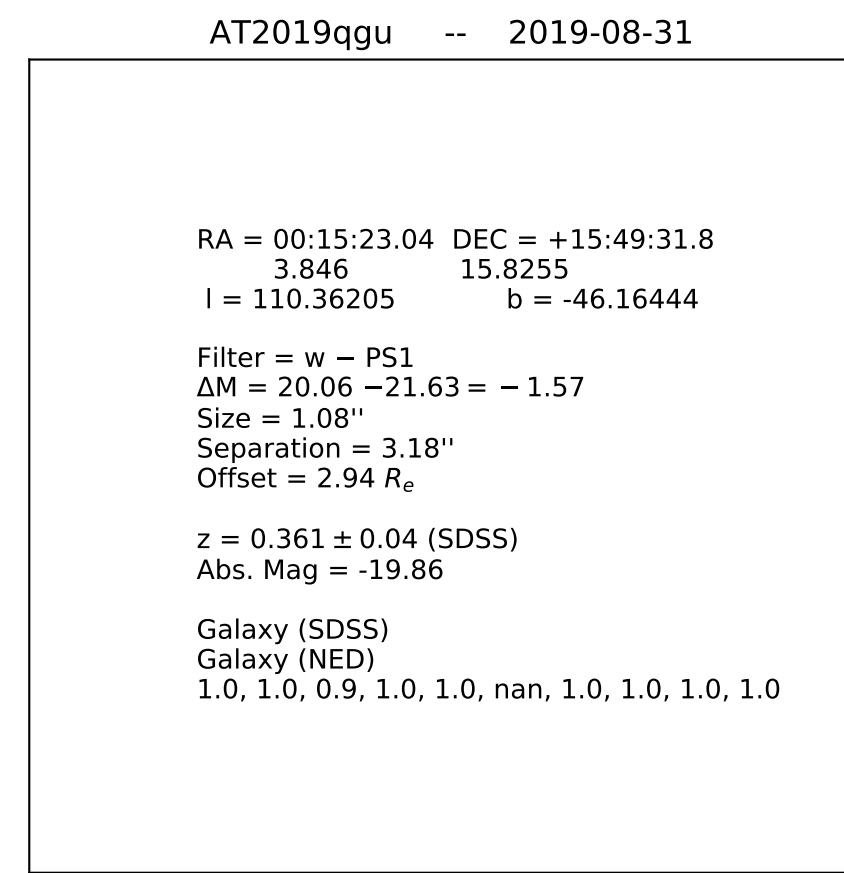 AT2019qgu -- 2019-08-31
RA = 00:15:23.04 DEC = +15:49:31.8
3.846 15.8255
l = 110.36205 b = -46.16444
Filter = w − PS1
ΔM = 20.06 −21.63 = − 1.57
Size = 1.08''
Separation = 3.18''
Offset = 2.94 Re
z = 0.361 ± 0.04 (SDSS)
Abs. Mag = -19.86
Galaxy (SDSS)
Galaxy (NED)
1.0, 1.0, 0.9, 1.0, 1.0, nan, 1.0, 1.0, 1.0, 1.0